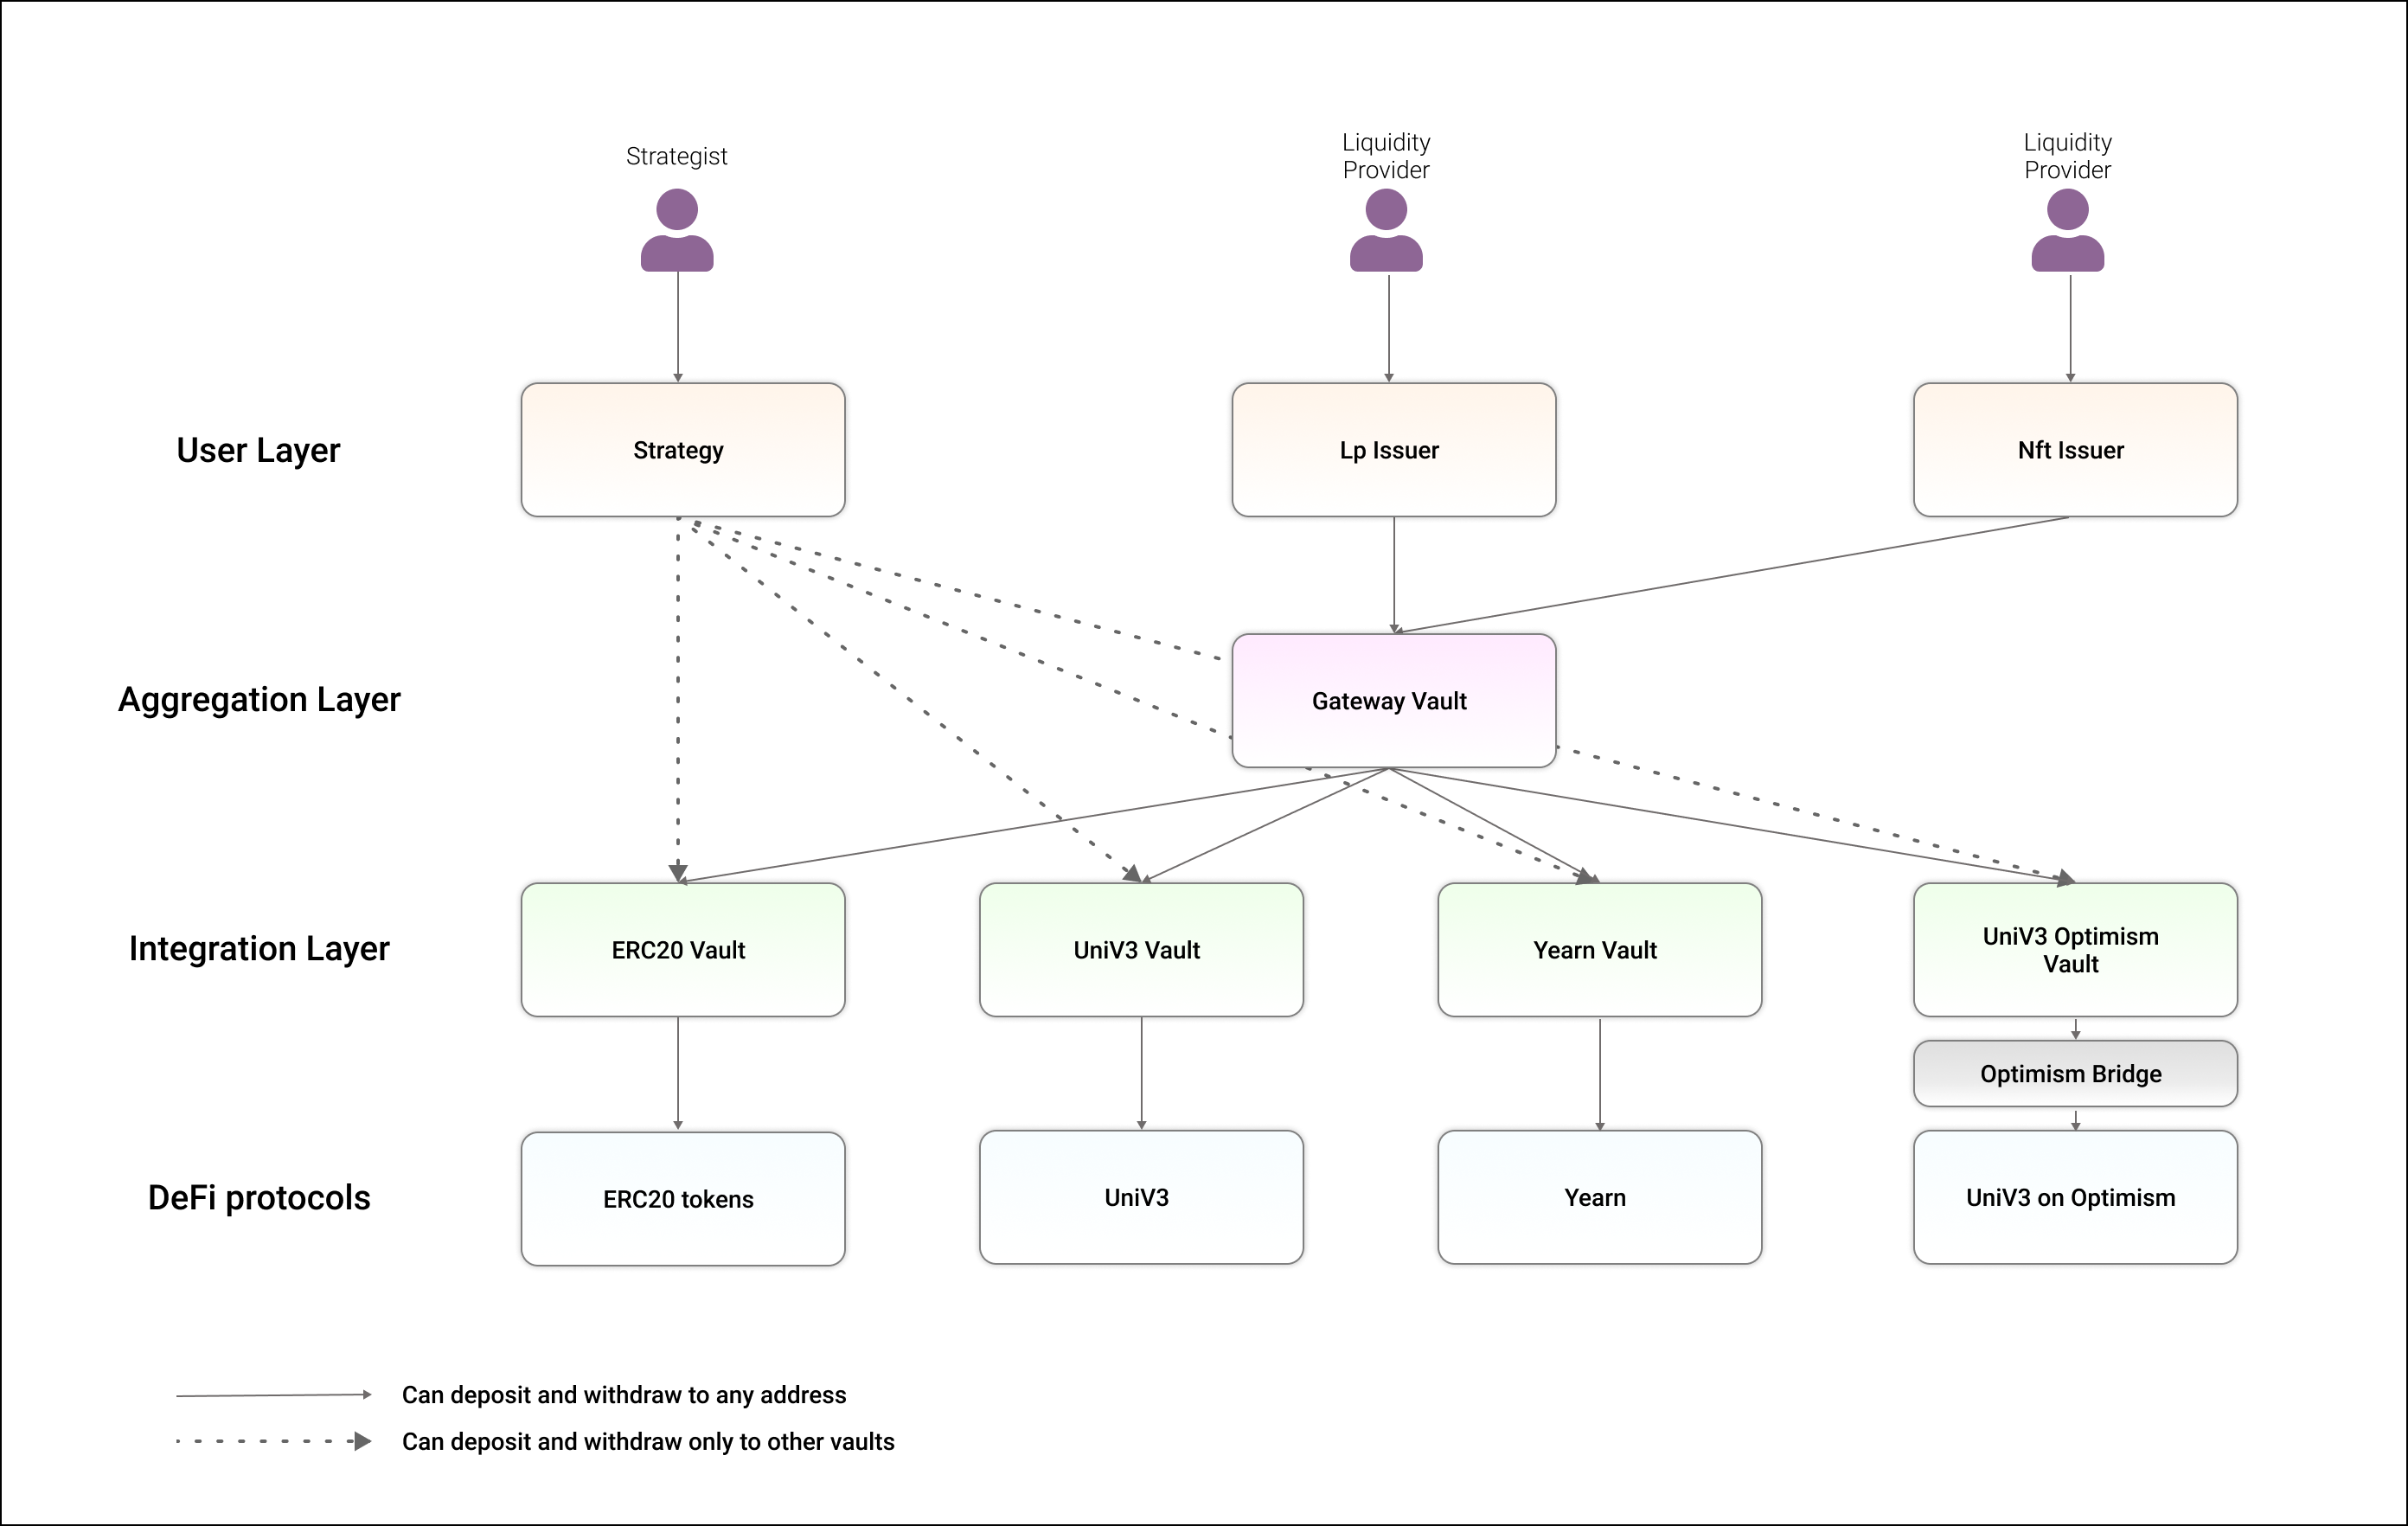 Strategist
Liquidity
Provider
Liquidity
Provider
User Layer
Strategy
Lp Issuer
Nft Issuer
Aggregation Layer
Gateway Vault
Integration Layer
ERC20 Vault
UniV3 Vault
Yearn Vault
UniV3 Optimism
Vault
Optimism Bridge
DeFi protocols
ERC20 tokens
UniV3
Yearn
UniV3 on Optimism
Can deposit and withdraw to any address
Can deposit and withdraw only to other vaults